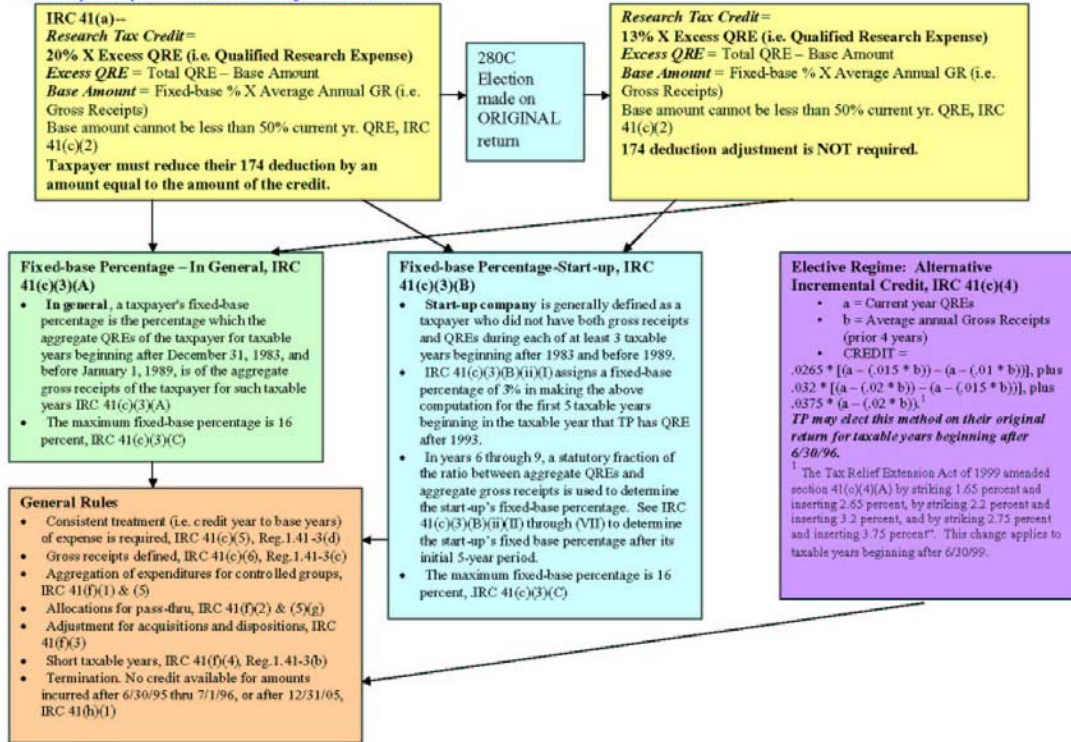 IRC 41(a)--
Research Tax Credit=
20% X Excess QRE (i.e. Qualified Research Expense)
Excess QRE = Total QRE – Base Amount
Base Amount = Fixed-base % X Average Annual GR (i.e.
Gross Receipts)
Base amount cannot be less than 50% current yr. QRE, IRC
41(c)(2)
Taxpayer must reduce their 174 deduction by an
amount equal to the amount of the credit.
280C
Election
made on
ORIGINAL
return
Research Tax Credit=
13% X Excess QRE (i.e. Qualified Research Expense)
Excess QRE = Total QRE – Base Amount
Base Amount = Fixed-base % X Average Annual GR (i.e.
Gross Receipts)
Base amount cannot be less than 50% current yr. QRE, IRC
41(c)(2)
174 deduction adjustment is NOT required.
Fixed-base Percentage – In General, IRC
41(c)(3)(A)
• In general, a taxpayer's fixed-base
percentage is the percentage which the
aggregate QREs of the taxpayer for taxable
years beginning after December 31, 1983, and
before January 1, 1989, is of the aggregate
gross receipts of the taxpayer for such taxable
years IRC 41(c)(3)(A)
• The maximum fixed-base percentage is 16
percent, IRC 41(c)(3)(C)
Fixed-base Percentage-Start-up, IRC
41(c)(3)(B)
• Start-up company is generally defined as a
taxpayer who did not have both gross receipts
and QREs during each of at least 3 taxable
years beginning after 1983 and before 1989.
• IRC 41(c)(3)(B)(ii)(I) assigns a fixed-base
percentage of 3% in making the above
computation for the first 5 taxable years
beginning in the taxable year that TP has QRE
after 1993.
• In years 6 through 9, a statutory fraction of
the ratio between aggregate QREs and
aggregate gross receipts is used to determine
the start-up's fixed-base percentage. See IRC
41(c)(3)(B)(ii)(II) through (VII) to determine
the start-up's fixed base percentage after its
initial 5-year period.
• The maximum fixed-base percentage is 16
percent, .IRC 41(c)(3)(C)
Elective Regime: Alternative
Incremental Credit, IRC 41(c)(4)
• a = Current year QREs
• b = Average annual Gross Receipts
(prior 4 years)
• CREDIT =
.0265 * [(a – (.015 * b)) – (a – (.01 * b))], plus
.032 * [(a – (.02 * b)) – (a – (.015 * b))], plus
.0375 * (a – (.02 * b)).1
TP may elect this method on their original
return for taxable years beginning after
6/30/96.
1 The Tax Relief Extension Act of 1999 amended
section 41(c)(4)(A) by striking 1.65 percent and
inserting 2.65 percent, by striking 2.2 percent and
inserting 3.2 percent, and by striking 2.75 percent
and inserting 3.75 percent". This change applies to
taxable years beginning after 6/30/99.
General Rules
• Consistent treatment (i.e. credit year to base years)
of expense is required, IRC 41(c)(5), Reg.1.41-3(d)
• Gross receipts defined, IRC 41(c)(6), Reg.1.41-3(c)
• Aggregation of expenditures for controlled groups,
IRC 41(f)(1) & (5)
• Allocations for pass-thru, IRC 41(f)(2) & (5)(g)
• Adjustment for acquisitions and dispositions, IRC
41(f)(3)
• Short taxable years, IRC 41(f)(4), Reg.1.41-3(b)
• Termination. No credit available for amounts
incurred after 6/30/95 thru 7/1/96, or after 12/31/05,
IRC 41(h)(1)